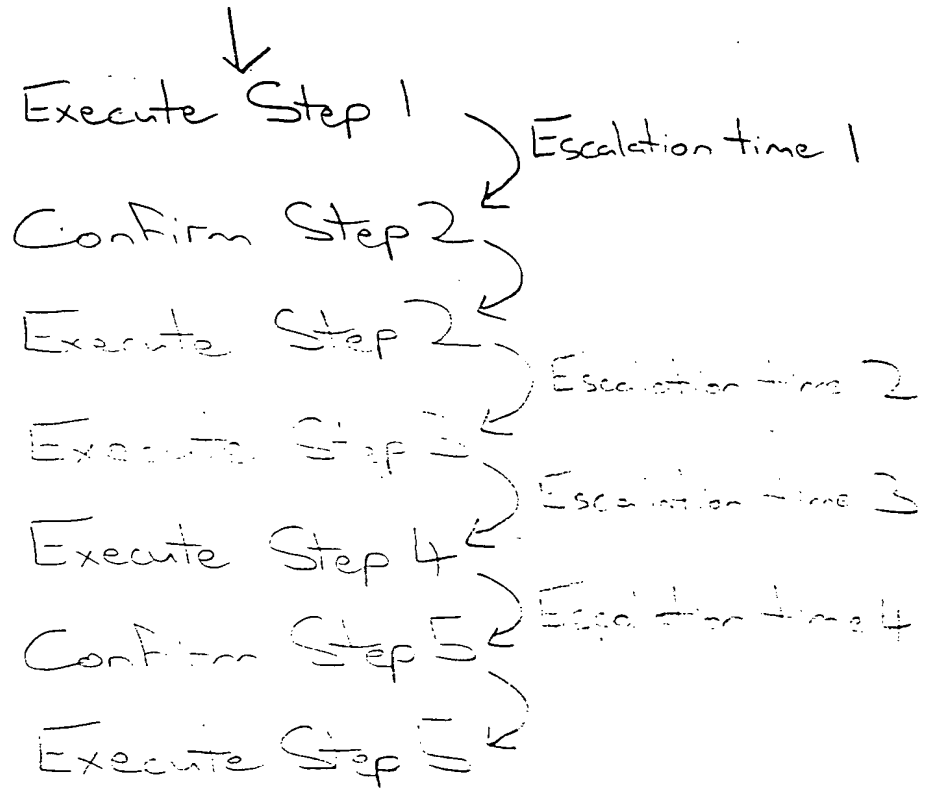 Execute Step 1
Escalation time 1
Confirm Step 2
Execute Step 2
Escalation time 2
Execute Step 3
Escalation time 3
Execute Step 4
Escalation time 4
Confirm Step 5
Execute Step 5